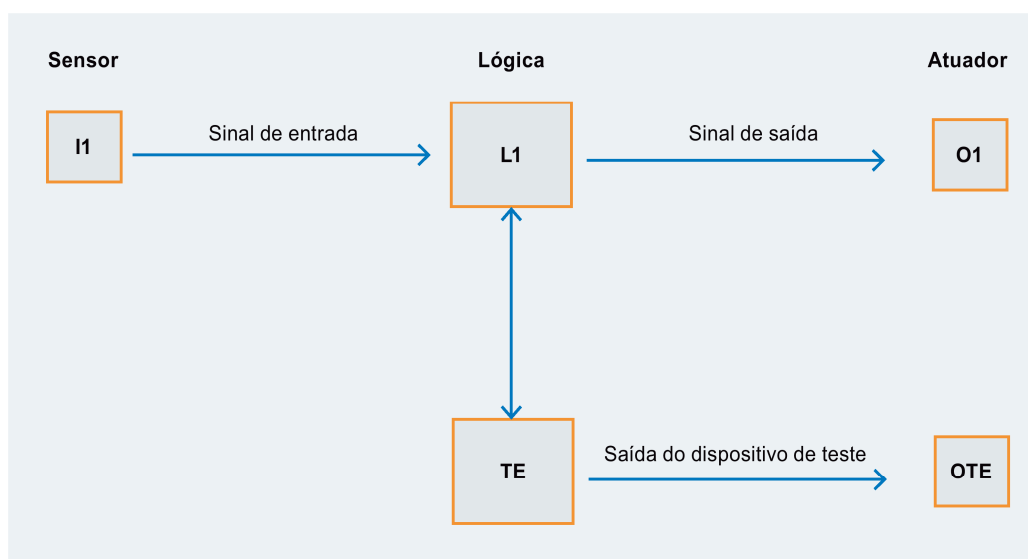 Sensor
Lógica
Atuador
I1
Sinal de entrada
L1
Sinal de saída
O1
TE
Saída do dispositivo de teste
OTE